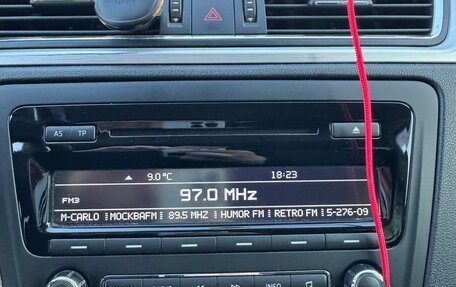 AS TP
9.0°C 18:23
FM3 97.0 MHz
M-CARLO МОСКВАFM 89.5 MHZ HUMOR FM RETRO FM 5-276-09
INFO